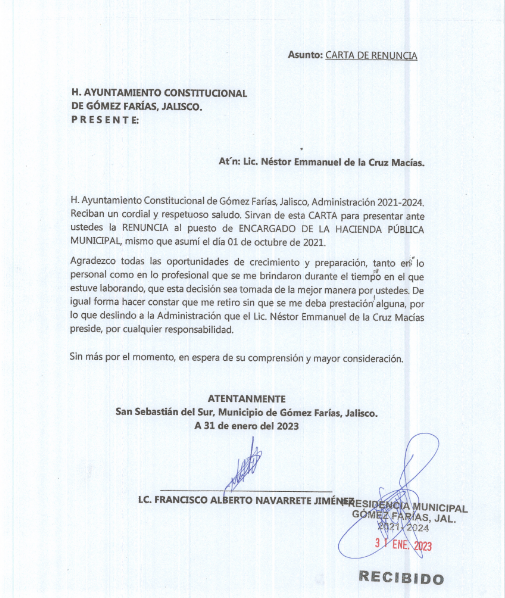 Asunto: CARTA DE RENUNCIA
H. AYUNTAMIENTO CONSTITUCIONAL
DE GÓMEZ FARÍAS, JALISCO.
P R E S E N T E:
At´n: Lic. Néstor Emmanuel de la Cruz Macías.
H. Ayuntamiento Constitucional de Gómez Farías, Jalisco, Administración 2021-2024.
Reciban un cordial y respetuoso saludo. Sirvan de esta CARTA para presentar ante
ustedes la RENUNCIA al puesto de ENCARGADO DE LA HACIENDA PÚBLICA
MUNICIPAL, mismo que asumí el día 01 de octubre de 2021.
Agradezco todas las oportunidades de crecimiento y preparación, tanto en lo
personal como en lo profesional que se me brindaron durante el tiempo en el que
estuve laborando, que esta decisión sea tomada de la mejor manera por ustedes. De
igual forma hacer constar que me retiro sin que se me deba prestación alguna, por
lo que deslindo a la Administración que el Lic. Néstor Emmanuel de la Cruz Macías
preside, por cualquier responsabilidad.
Sin más por el momento, en espera de su comprensión y mayor consideración.
ATENTANMENTE
San Sebastián del Sur, Municipio de Gómez Farías, Jalisco.
A 31 de enero del 2023
LC. FRANCISCO ALBERTO NAVARRETE JIMÉNEZ
PRESIDENCIA MUNICIPAL
GÓMEZ FARÍAS, JAL.
2021-2024
31 ENE. 2023
RECIBIDO